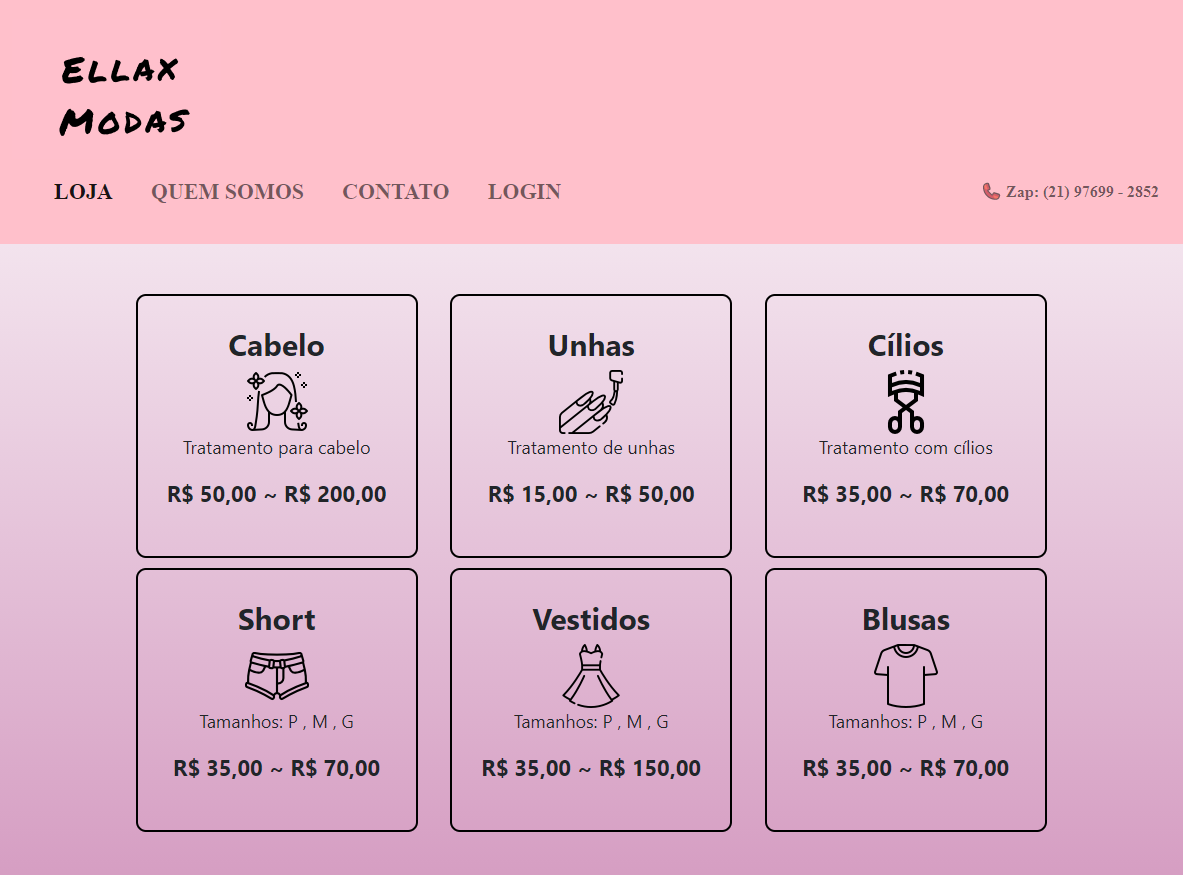 Ellax
Modas
LOJA QUEM SOMOS CONTATO LOGIN Zap: (21) 97699 - 2852
Cabelo
Tratamento para cabelo
R$ 50,00 ~ R$ 200,00
Unhas
Tratamento de unhas
R$ 15,00 ~ R$ 50,00
Cílios
Tratamento com cílios
R$ 35,00 ~ R$ 70,00
Short
Tamanhos: P , M , G
R$ 35,00 ~ R$ 70,00
Vestidos
Tamanhos: P , M , G
R$ 35,00 ~ R$ 150,00
Blusas
Tamanhos: P , M , G
R$ 35,00 ~ R$ 70,00